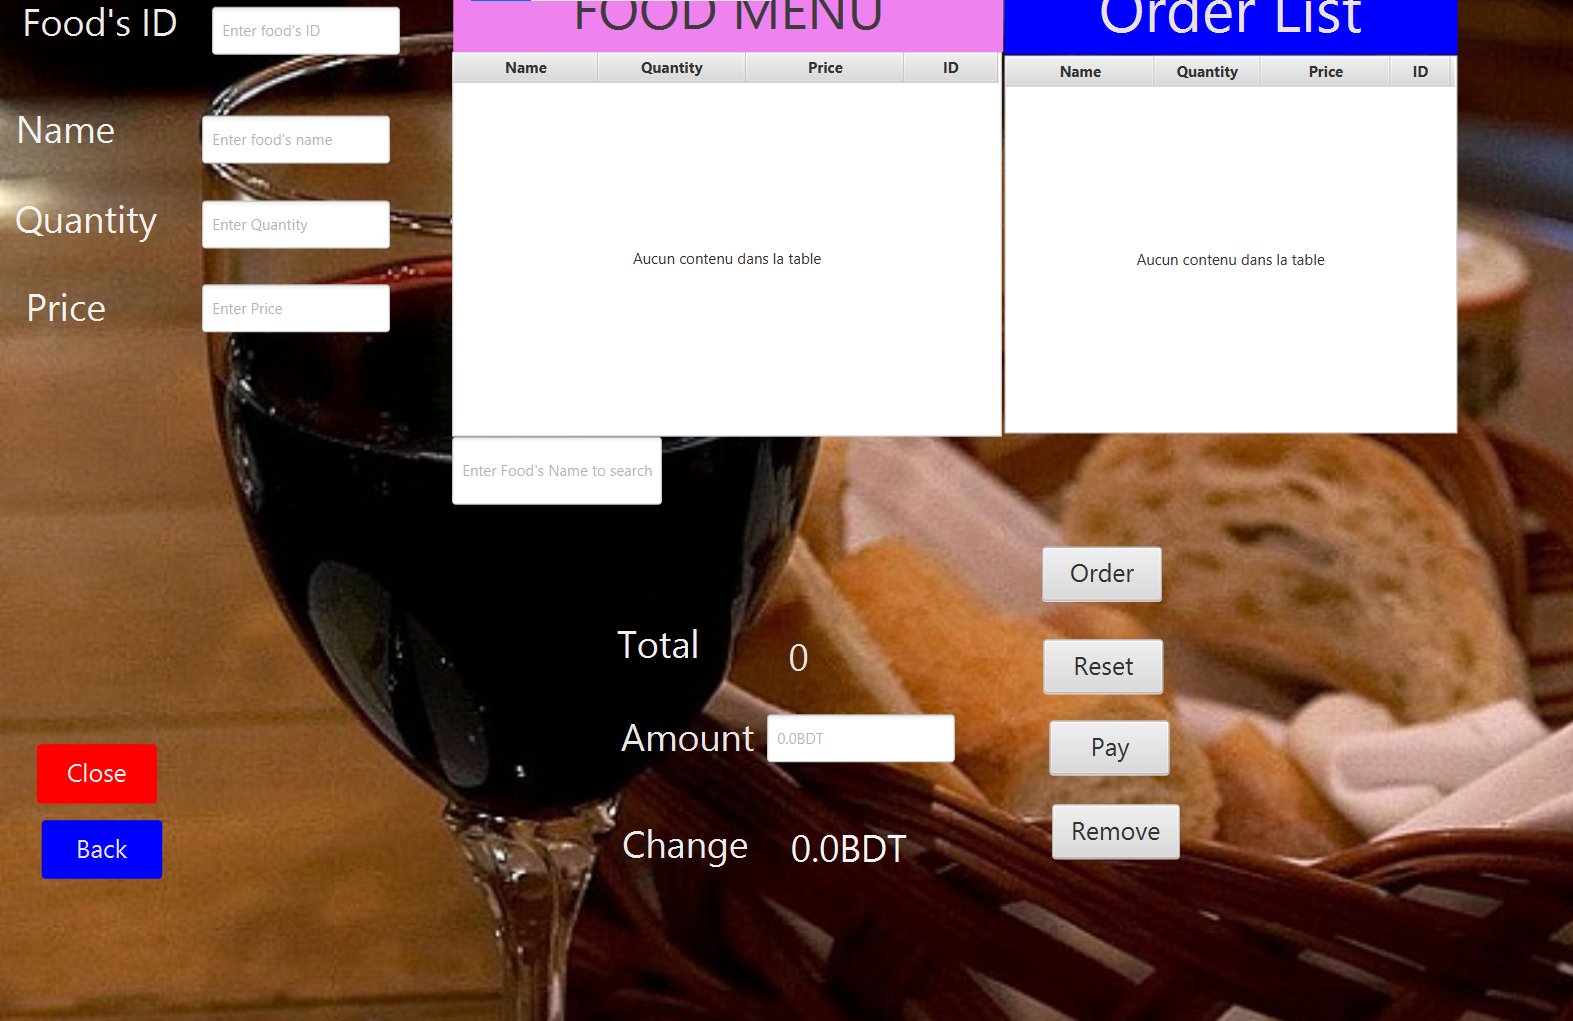 Food's ID
Enter food's ID
Name
Enter food's name
Quantity
Enter Quantity
Price
Enter Price
FOOD MENU
Name Quantity Price ID
Aucun contenu dans la table
Enter Food's Name to search
Order List
Name Quantity Price ID
Aucun contenu dans la table
Total 0
Amount 0.0BDT
Change 0.0BDT
Order
Reset
Pay
Remove
Close
Back